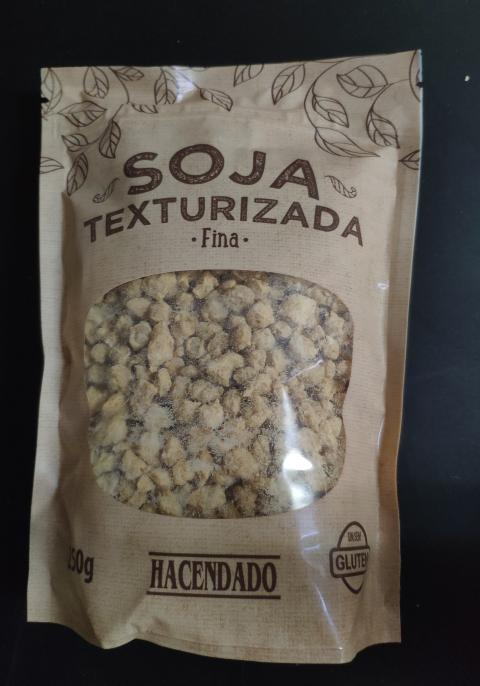 SOJA
TEXTURIZADA
·Fina·
HACENDADO
GLUTEN